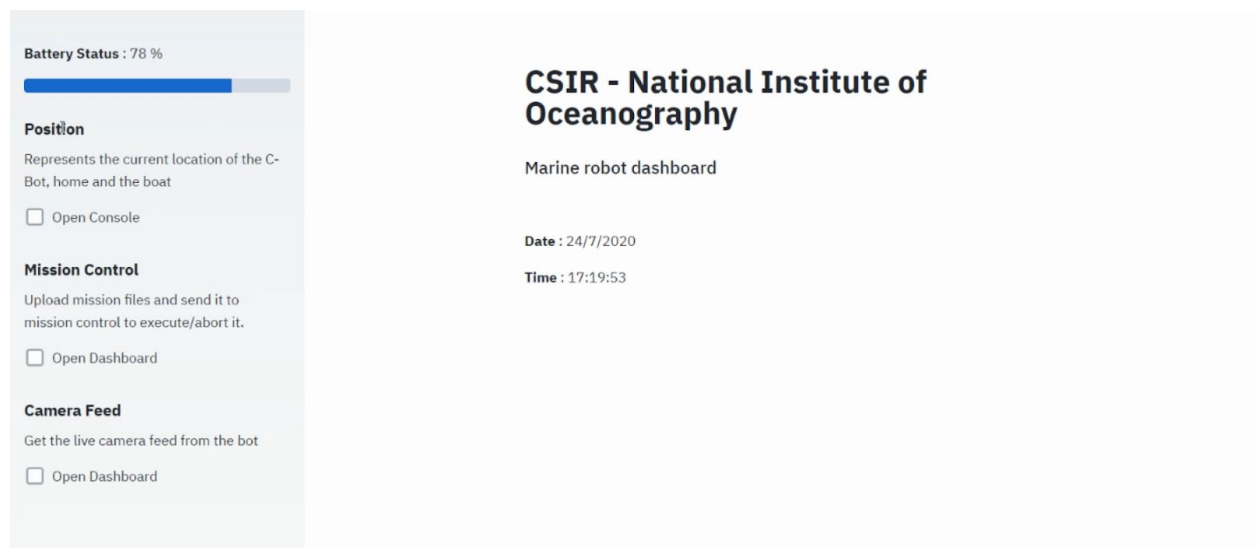 Battery Status : 78 %
Position
Represents the current location of the C-
Bot, home and the boat
Open Console
Mission Control
Upload mission files and send it to
mission control to execute/abort it.
Open Dashboard
Camera Feed
Get the live camera feed from the bot
Open Dashboard
CSIR - National Institute of
Oceanography
Marine robot dashboard
Date : 24/7/2020
Time : 17:19:53